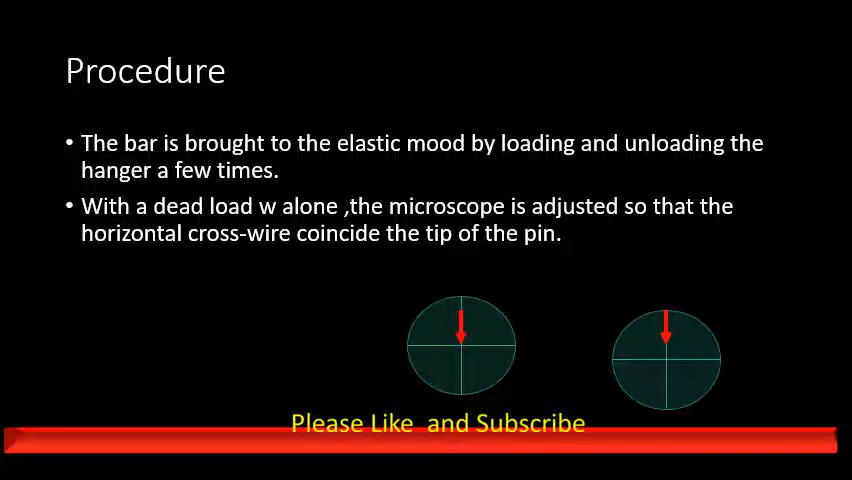 Procedure
• The bar is brought to the elastic mood by loading and unloading the
hanger a few times.
• With a dead load w alone ,the microscope is adjusted so that the
horizontal cross-wire coincide the tip of the pin.
Please Like  and Subscribe